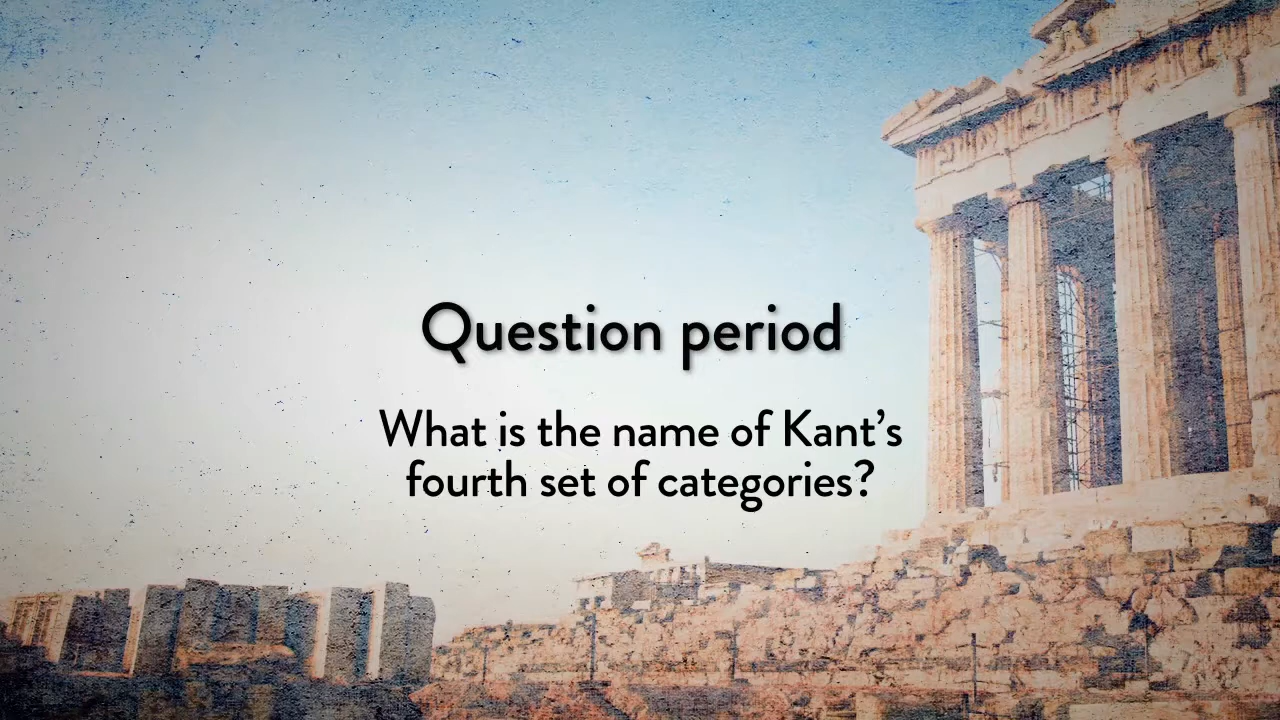 Question period
What is the name of Kant’s
fourth set of categories?